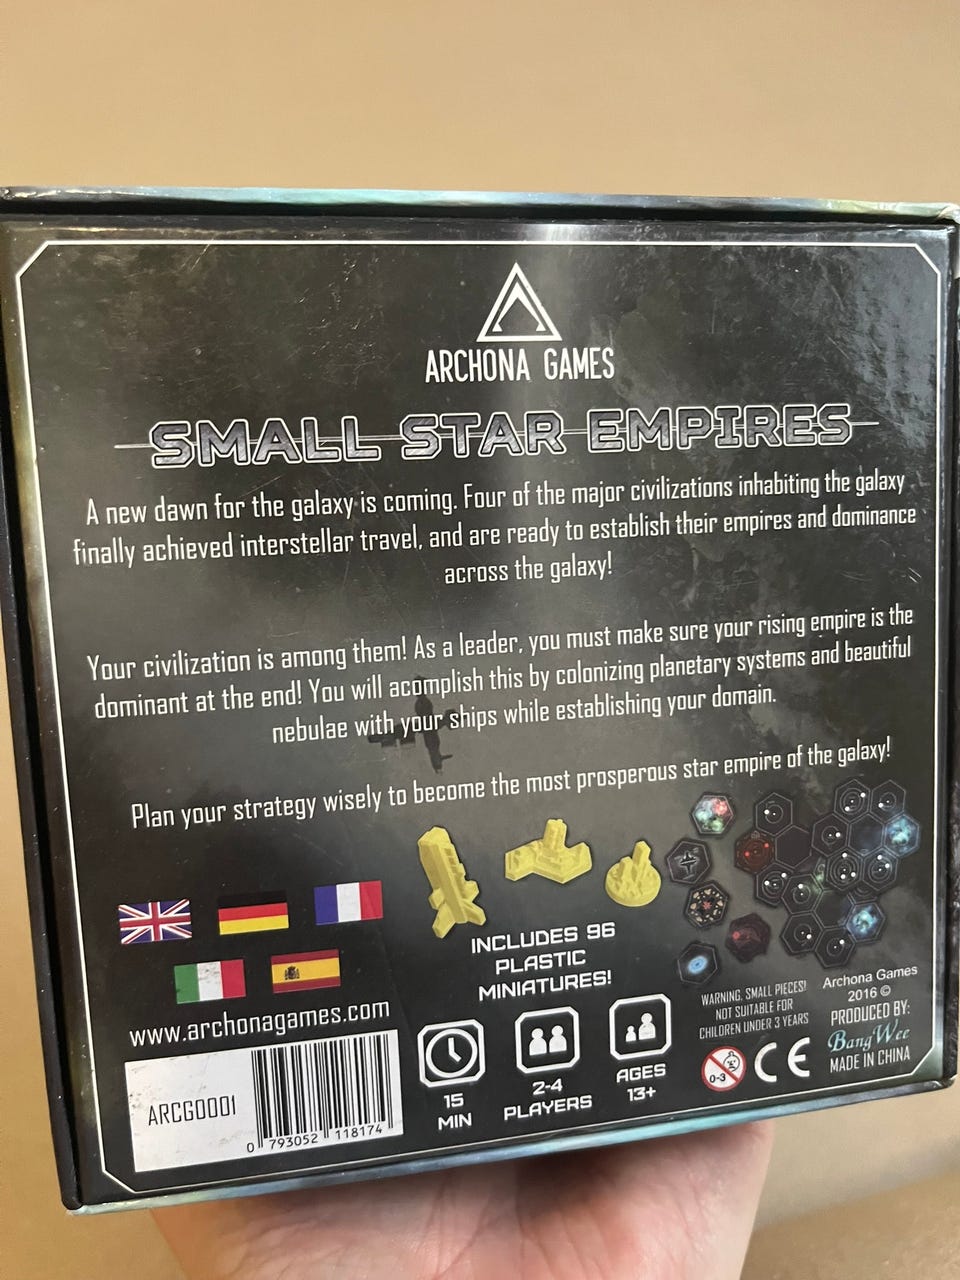 ARCHONA GAMES
SMALL STAR EMPIRES
A new dawn for the galaxy is coming. Four of the major civilizations inhabiting the galaxy
finally achieved interstellar travel, and are ready to establish their empires and dominance
across the galaxy!
Your civilization is among them! As a leader, you must make sure your rising empire is the
dominant at the end! You will acomplish this by colonizing planetary systems and beautiful
nebulae with your ships while establishing your domain.
Plan your strategy wisely to become the most prosperous star empire of the galaxy!
INCLUDES 96
PLASTIC
MINIATURES!
www.archonagames.com
ARCG0001
0 793052 118174
15
MIN
2-4
PLAYERS
AGES
13+
WARNING, SMALL PIECES!
NOT SUITABLE FOR
CHILDREN UNDER 3 YEARS
0-3
CE
Archona Games
2016 ©
PRODUCED BY:
BangWee
MADE IN CHINA